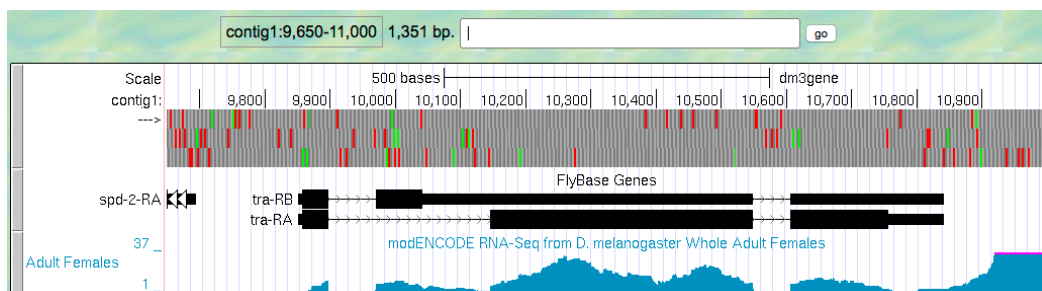 contig1:9,650-11,000 1,351 bp. go
Scale 500 bases dm3gene
contig1: 9,800 9,900 10,000 10,100 10,200 10,300 10,400 10,500 10,600 10,700 10,800 10,900
--->
FlyBase Genes
spd-2-RA tra-RB
tra-RA
37 _ modENCODE RNA-Seq from D. melanogaster Whole Adult Females
Adult Females
1 _